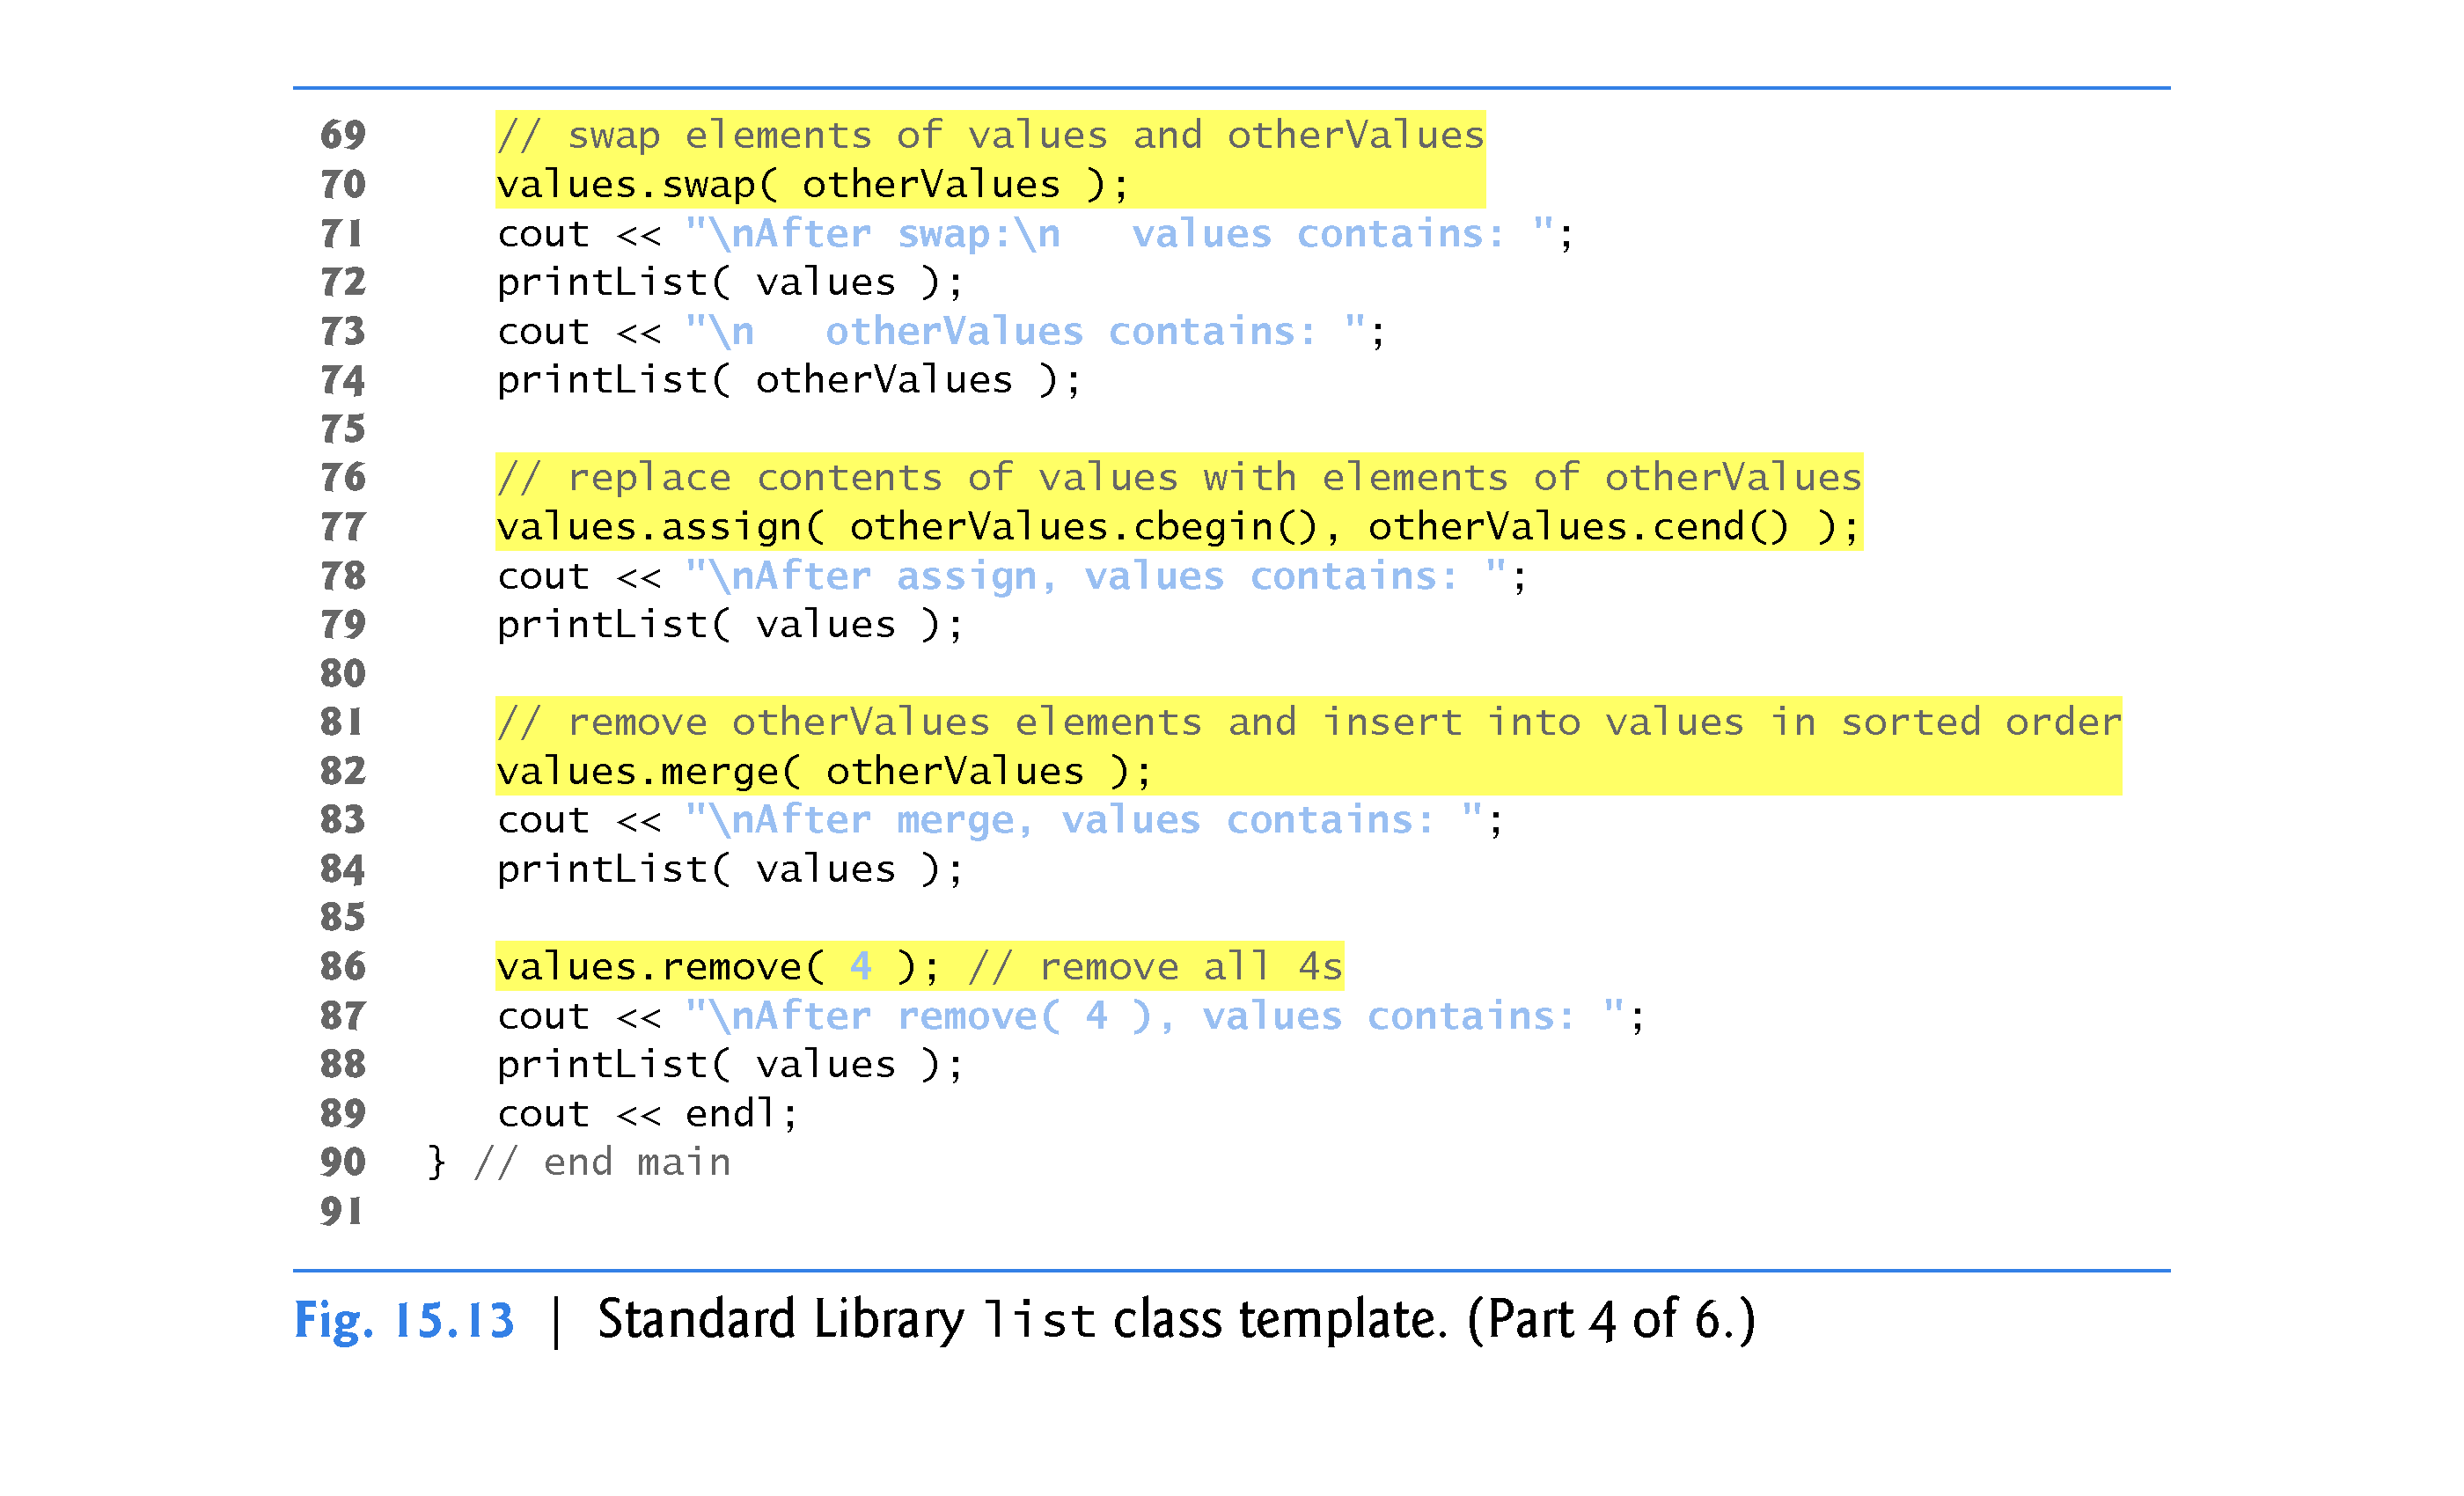 69 // swap elements of values and otherValues
70 values.swap( otherValues );
71 cout << "\nAfter swap:\n   values contains: ";
72 printList( values );
73 cout << "\n   otherValues contains: ";
74 printList( otherValues );
75
76 // replace contents of values with elements of otherValues
77 values.assign( otherValues.cbegin(), otherValues.cend() );
78 cout << "\nAfter assign, values contains: ";
79 printList( values );
80
81 // remove otherValues elements and insert into values in sorted order
82 values.merge( otherValues );
83 cout << "\nAfter merge, values contains: ";
84 printList( values );
85
86 values.remove( 4 ); // remove all 4s
87 cout << "\nAfter remove( 4 ), values contains: ";
88 printList( values );
89 cout << endl;
90 } // end main
91
Fig. 15.13 | Standard Library list class template. (Part 4 of 6.)